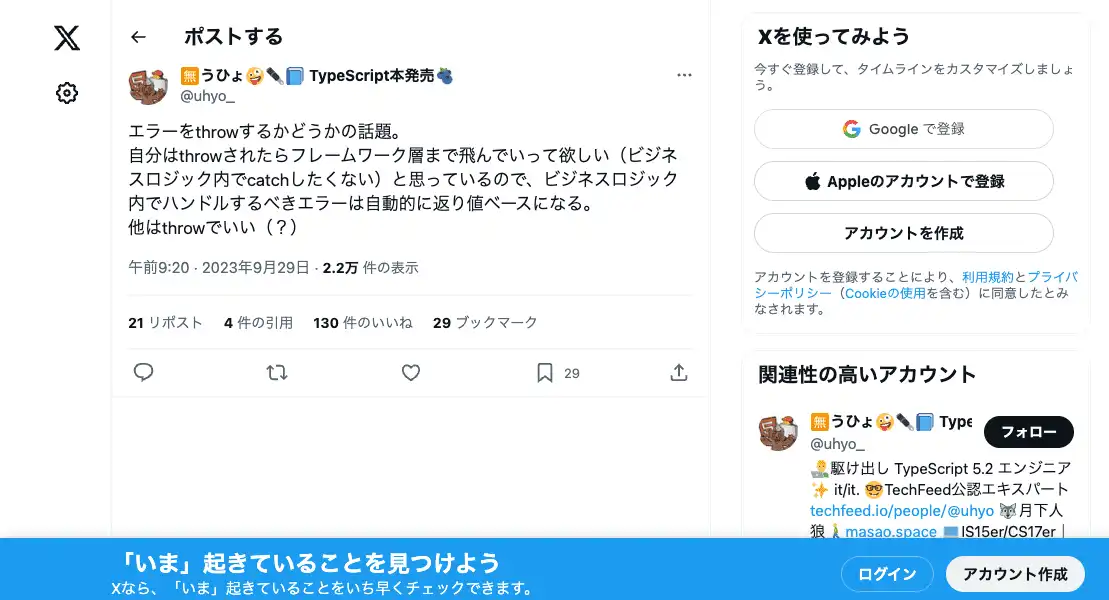 ポストする
🈚うひょ🤪✒📘 TypeScript本発売🫐
@uhyo_
エラーをthrowするかどうかの話題。
自分はthrowされたらフレームワーク層まで飛んでいって欲しい（ビジネ
スロジック内でcatchしたくない）と思っているので、ビジネスロジック
内でハンドルするべきエラーは自動的に返り値ベースになる。
他はthrowでいい（？）
午前9:20 · 2023年9月29日 · 2.2万 件の表示
21 リポスト 4 件の引用 130 件のいいね 29 ブックマーク
29
Xを使ってみよう
今すぐ登録して、タイムラインをカスタマイズしましょ
う。
Google で登録
Appleのアカウントで登録
アカウントを作成
アカウントを登録することにより、利用規約とプライバ
シーポリシー（Cookieの使用を含む）に同意したとみ
なされます。
関連性の高いアカウント
🈚うひょ🤪✒📘 Type
フォロー
@uhyo_
駆け出し TypeScript 5.2 エンジニア
✨ it/it. 🤓TechFeed公認エキスパート
techfeed.io/people/@uhyo 🐺月下人
狼 masao.space 💻IS15er/CS17er｜
「いま」起きていることを見つけよう
Xなら、「いま」起きていることをいち早くチェックできます。
ログイン
アカウント作成